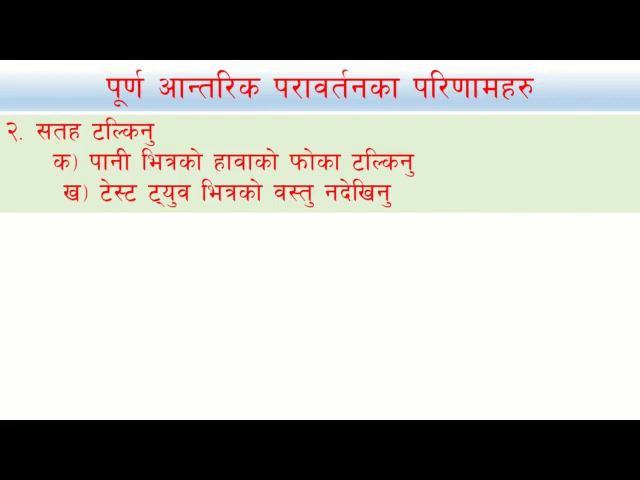 पूर्ण आन्तरिक परावर्तनका परिणामहरु
२. सतह टल्किनु
क) पानी भित्रको हावाको फोका टल्किनु
ख) टेस्ट ट्युव भित्रको वस्तु नदेखिनु